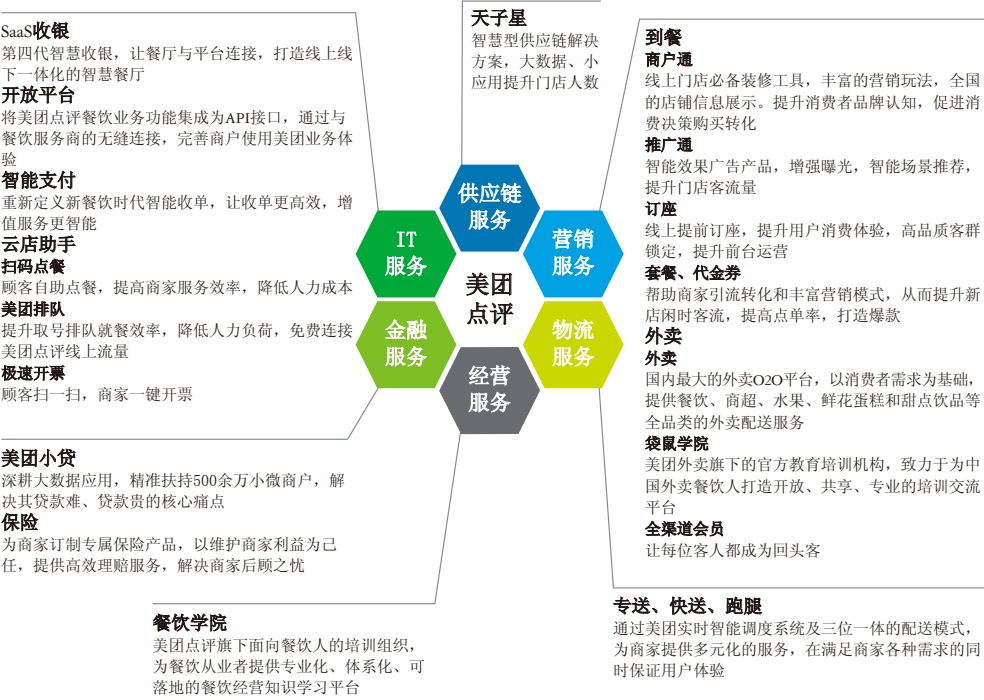 SaaS收银
第四代智慧收银，让餐厅与平台连接，打造线上线
下一体化的智慧餐厅
开放平台
将美团点评餐饮业务功能集成为API接口，通过与
餐饮服务商的无缝连接，完善商户使用美团业务体
验
智能支付
重新定义新餐饮时代智能收单，让收单更高效，增
值服务更智能
云店助手
扫码点餐
顾客自助点餐，提高商家服务效率，降低人力成本
美团排队
提升取号排队就餐效率，降低人力负荷，免费连接
美团点评线上流量
极速开票
顾客扫一扫，商家一键开票
天子星
智慧型供应链解决
方案，大数据、小
应用提升门店人数
到餐
商户通
线上门店必备装修工具，丰富的营销玩法，全国
的店铺信息展示。提升消费者品牌认知，促进消
费决策购买转化
推广通
智能效果广告产品，增强曝光，智能场景推荐，
提升门店客流量
订座
线上提前订座，提升用户消费体验，高品质客群
锁定，提升前台运营
套餐、代金券
帮助商家引流转化和丰富营销模式，从而提升新
店闲时客流，提高点单率，打造爆款
外卖
外卖
国内最大的外卖O2O平台，以消费者需求为基础，
提供餐饮、商超、水果、鲜花蛋糕和甜点饮品等
全品类的外卖配送服务
袋鼠学院
美团外卖旗下的官方教育培训机构，致力于为中
国外卖餐饮人打造开放、共享、专业的培训交流
平台
全渠道会员
让每位客人都成为回头客
供应链
服务
IT
服务
营销
服务
美团
点评
金融
服务
物流
服务
经营
服务
美团小贷
深耕大数据应用，精准扶持500余万小微商户，解
决其贷款难、贷款贵的核心痛点
保险
为商家订制专属保险产品，以维护商家利益为己
任，提供高效理赔服务，解决商家后顾之忧
餐饮学院
美团点评旗下面向餐饮人的培训组织，
为餐饮从业者提供专业化、体系化、可
落地的餐饮经营知识学习平台
专送、快送、跑腿
通过美团实时智能调度系统及三位一体的配送模式，
为商家提供多元化的服务，在满足商家各种需求的同
时保证用户体验